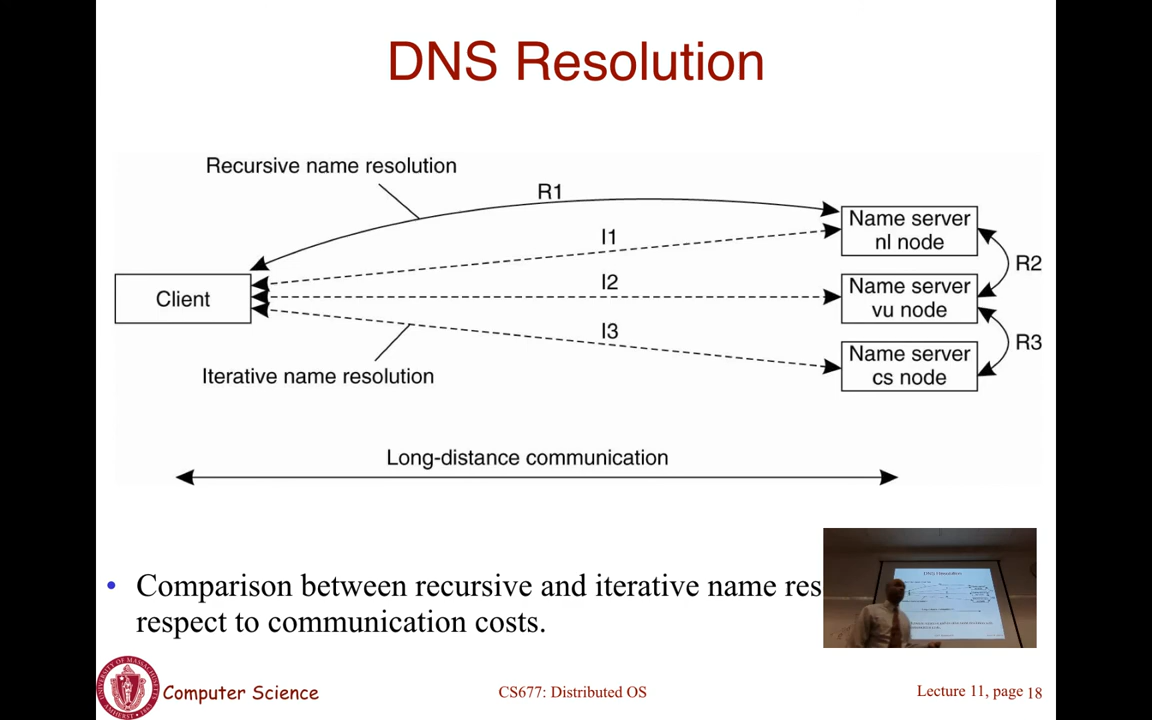 DNS Resolution
Recursive name resolution
R1
I1
I2
I3
Client
Name server
nl node
R2
Name server
vu node
R3
Name server
cs node
Iterative name resolution
Long-distance communication
• Comparison between recursive and iterative name res
respect to communication costs.
Computer Science
CS677: Distributed OS
Lecture 11, page 18